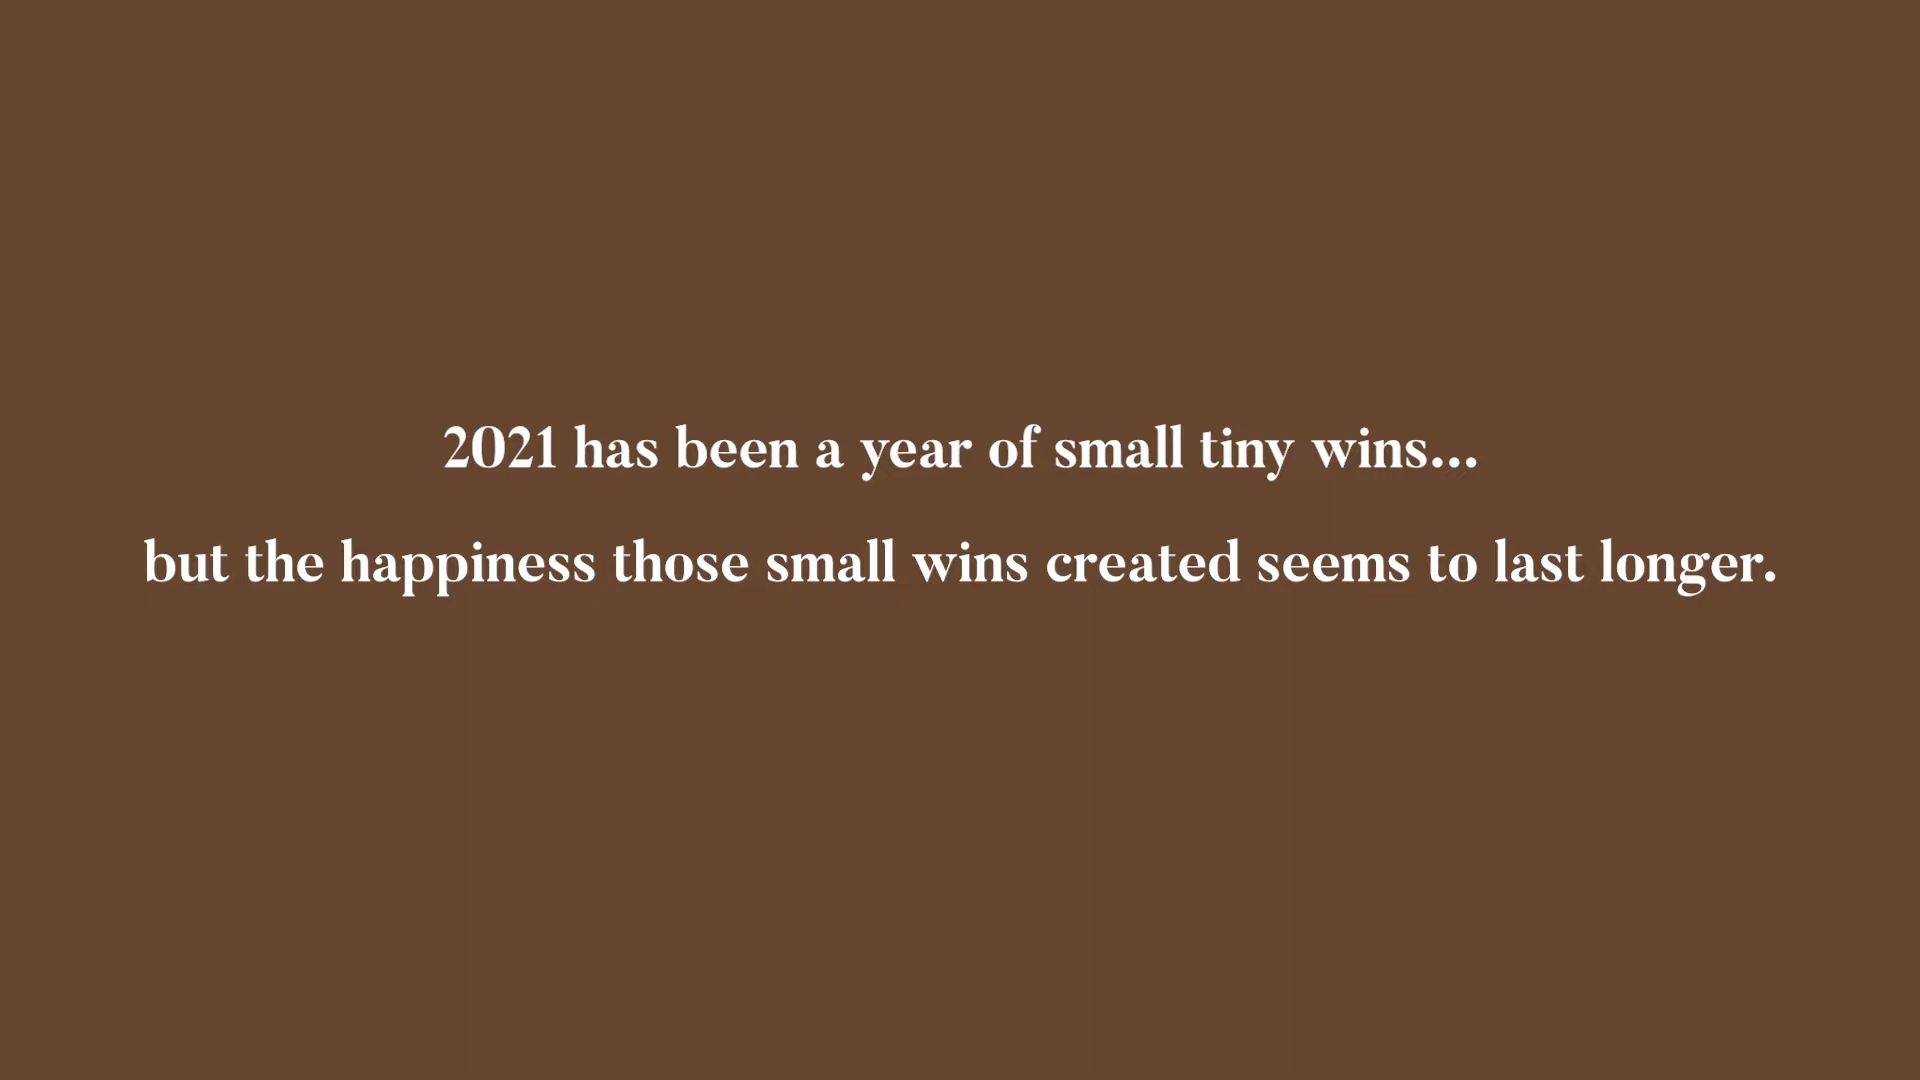 2021 has been a year of small tiny wins...
but the happiness those small wins created seems to last longer.